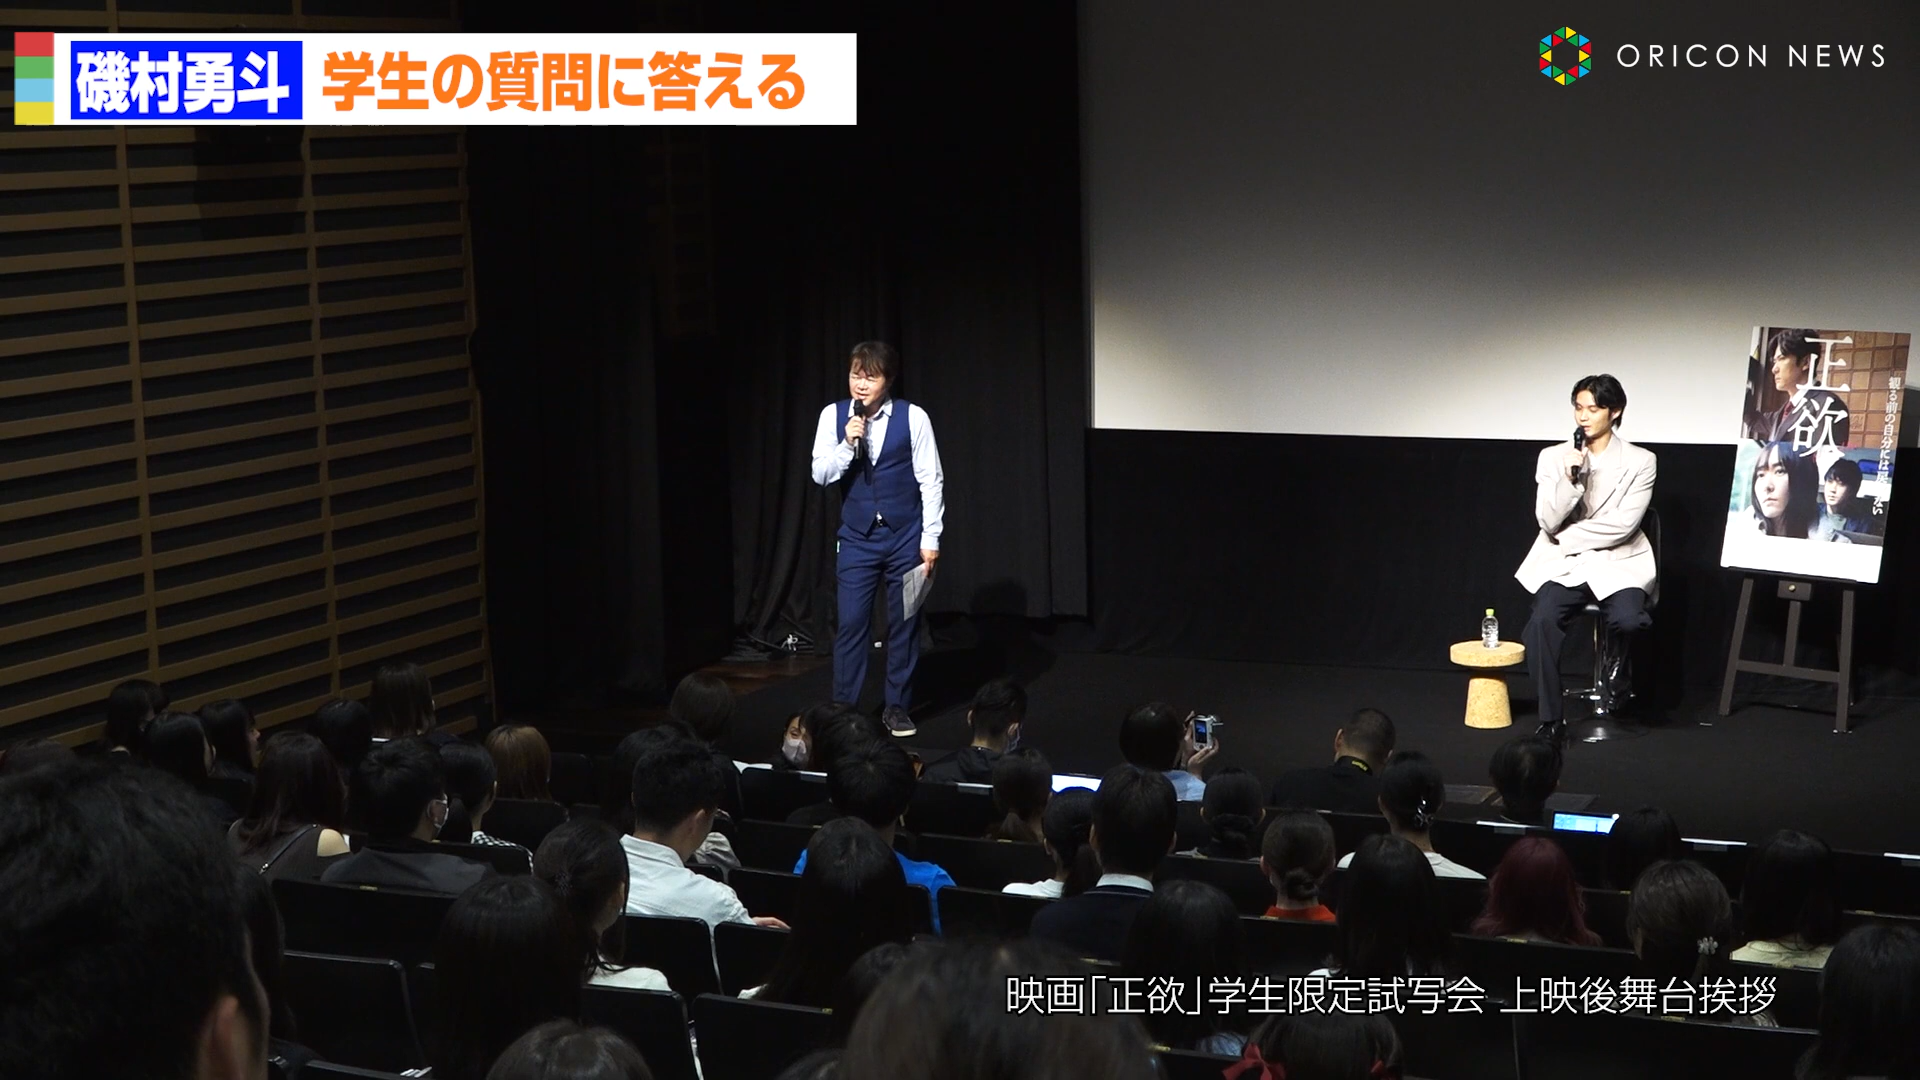 磯村勇斗 学生の質問に答える
ORICON NEWS
正欲
観る前の自分には戻れない
映画「正欲」学生限定試写会 上映後舞台挨拶